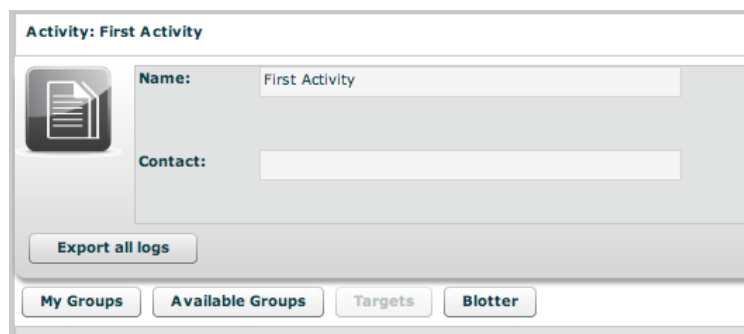 Activity: First Activity
Name: First Activity
Contact:
Export all logs
My Groups Available Groups Targets Blotter